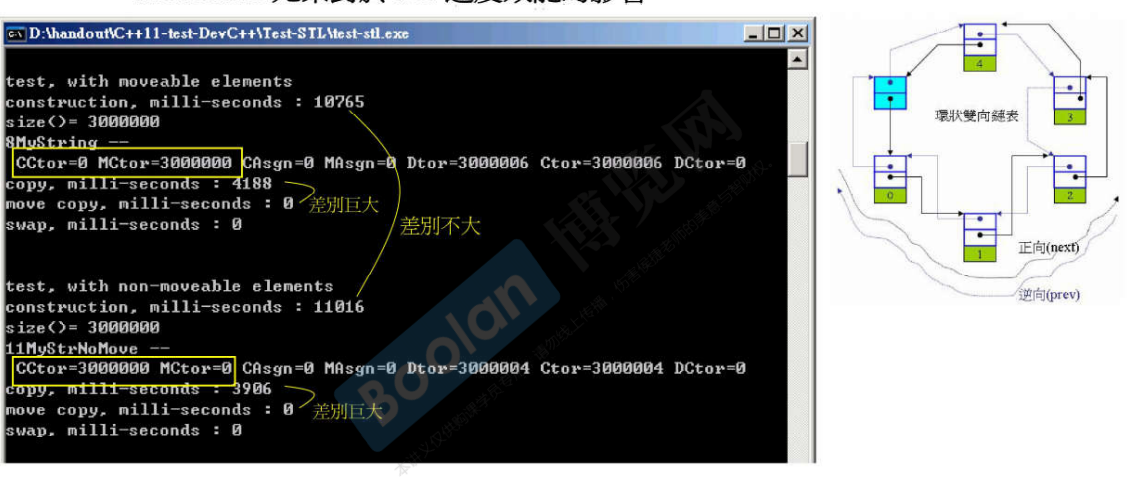 D:\handout\C++11-test-DevC++\Test-STL\test-stl.exe
test, with moveable elements
construction, milli-seconds : 10765
size()= 3000000
8MyString --
CCtor=0 MCtor=3000000 CAsgn=0 MAsgn=0 Dtor=3000006 Ctor=3000006 DCtor=0
copy, milli-seconds : 4188
move copy, milli-seconds : 0 差別巨大
swap, milli-seconds : 0
差別不大
test, with non-moveable elements
construction, milli-seconds : 11016
size()= 3000000
11MyStrNoMove --
CCtor=3000000 MCtor=0 CAsgn=0 MAsgn=0 Dtor=3000004 Ctor=3000004 DCtor=0
copy, milli-seconds : 3906
move copy, milli-seconds : 0 差別巨大
swap, milli-seconds : 0
4
環狀雙向鏈表
3
0
2
1
正向(next)
逆向(prev)
Boolan 博览网